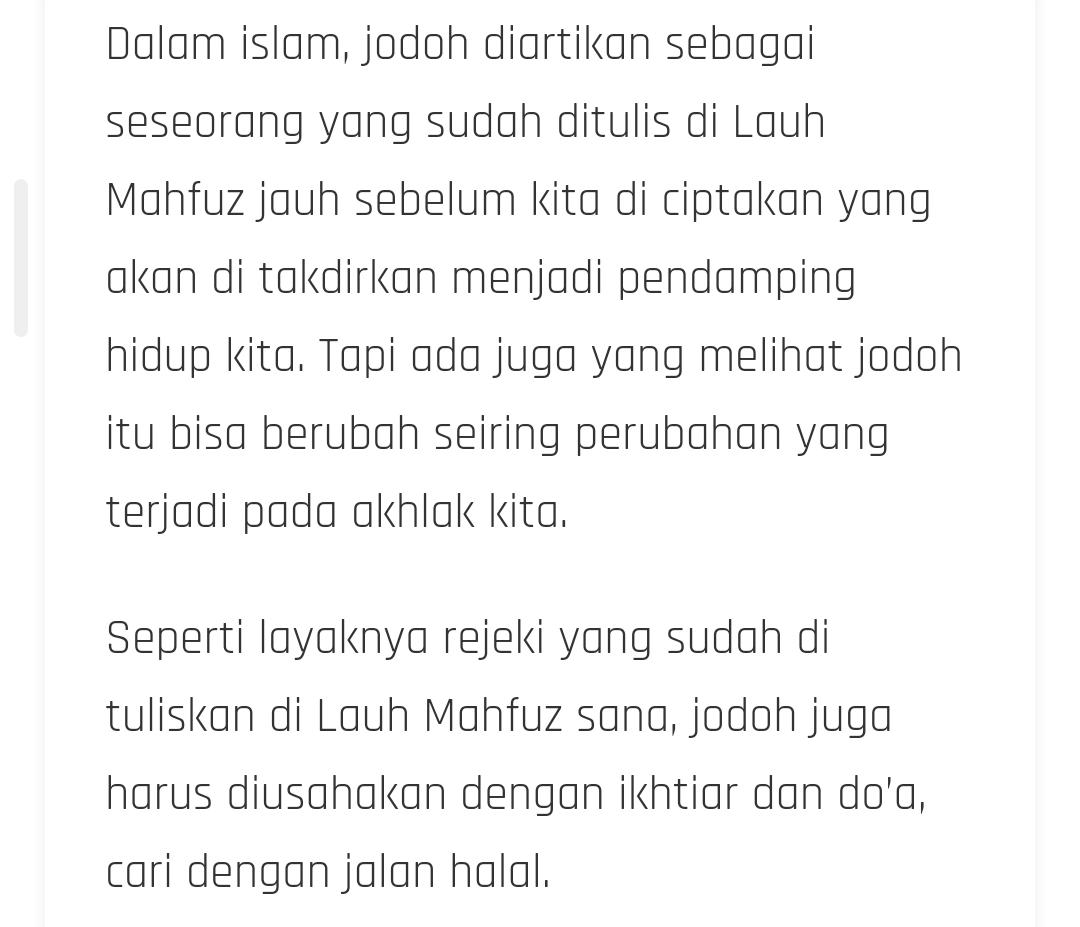 Dalam islam, jodoh diartikan sebagai
seseorang yang sudah ditulis di Lauh
Mahfuz jauh sebelum kita di ciptakan yang
akan di takdirkan menjadi pendamping
hidup kita. Tapi ada juga yang melihat jodoh
itu bisa berubah seiring perubahan yang
terjadi pada akhlak kita.
Seperti layaknya rejeki yang sudah di
tuliskan di Lauh Mahfuz sana, jodoh juga
harus diusahakan dengan ikhtiar dan do’a,
cari dengan jalan halal.